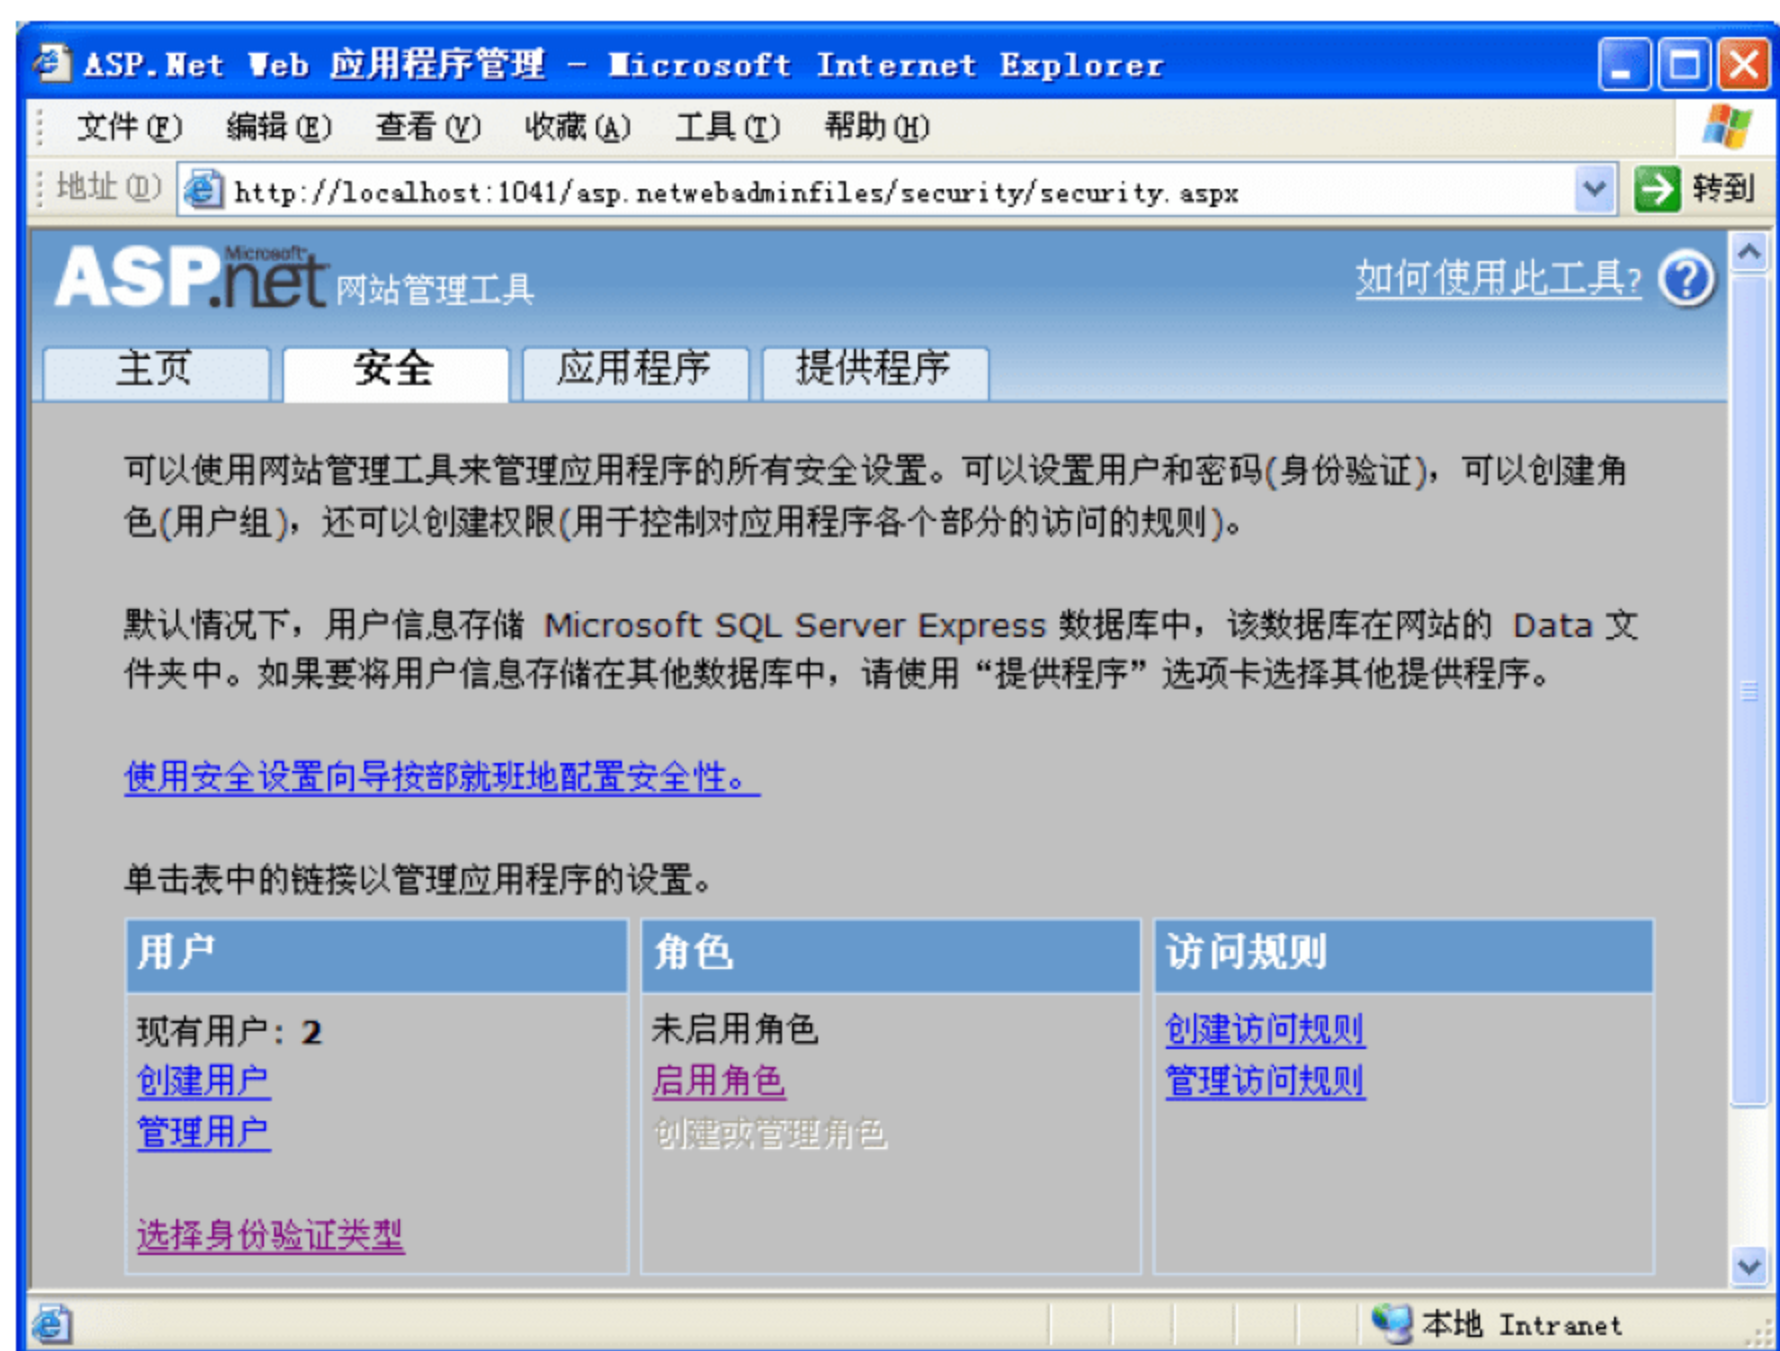 ASP.Net Web 应用程序管理 - Microsoft Internet Explorer
文件(F) 编辑(E) 查看(V) 收藏(A) 工具(T) 帮助(H)
地址(D) http://localhost:1041/asp.netwebadminfiles/security/security.aspx 转到
Microsoft ASP.net 网站管理工具 如何使用此工具? ?
主页 安全 应用程序 提供程序
可以使用网站管理工具来管理应用程序的所有安全设置。可以设置用户和密码(身份验证)，可以创建角
色(用户组)，还可以创建权限(用于控制对应用程序各个部分的访问的规则)。
默认情况下，用户信息存储 Microsoft SQL Server Express 数据库中，该数据库在网站的 Data 文
件夹中。如果要将用户信息存储在其他数据库中，请使用“提供程序”选项卡选择其他提供程序。
使用安全设置向导按部就班地配置安全性。
单击表中的链接以管理应用程序的设置。
用户 角色 访问规则
现有用户：2 未启用角色 创建访问规则
创建用户 启用角色 管理访问规则
管理用户 创建或管理角色
选择身份验证类型
本地 Intranet